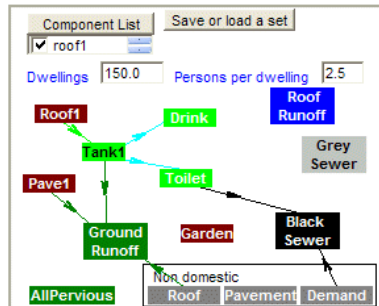 Component List
Save or load a set
roof1
Dwellings 150.0 Persons per dwelling 2.5
Roof1
Drink
Roof
Runoff
Tank1
Grey
Sewer
Toilet
Pave1
Ground
Runoff
Garden
Black
Sewer
Non domestic
AllPervious
Roof Pavement Demand